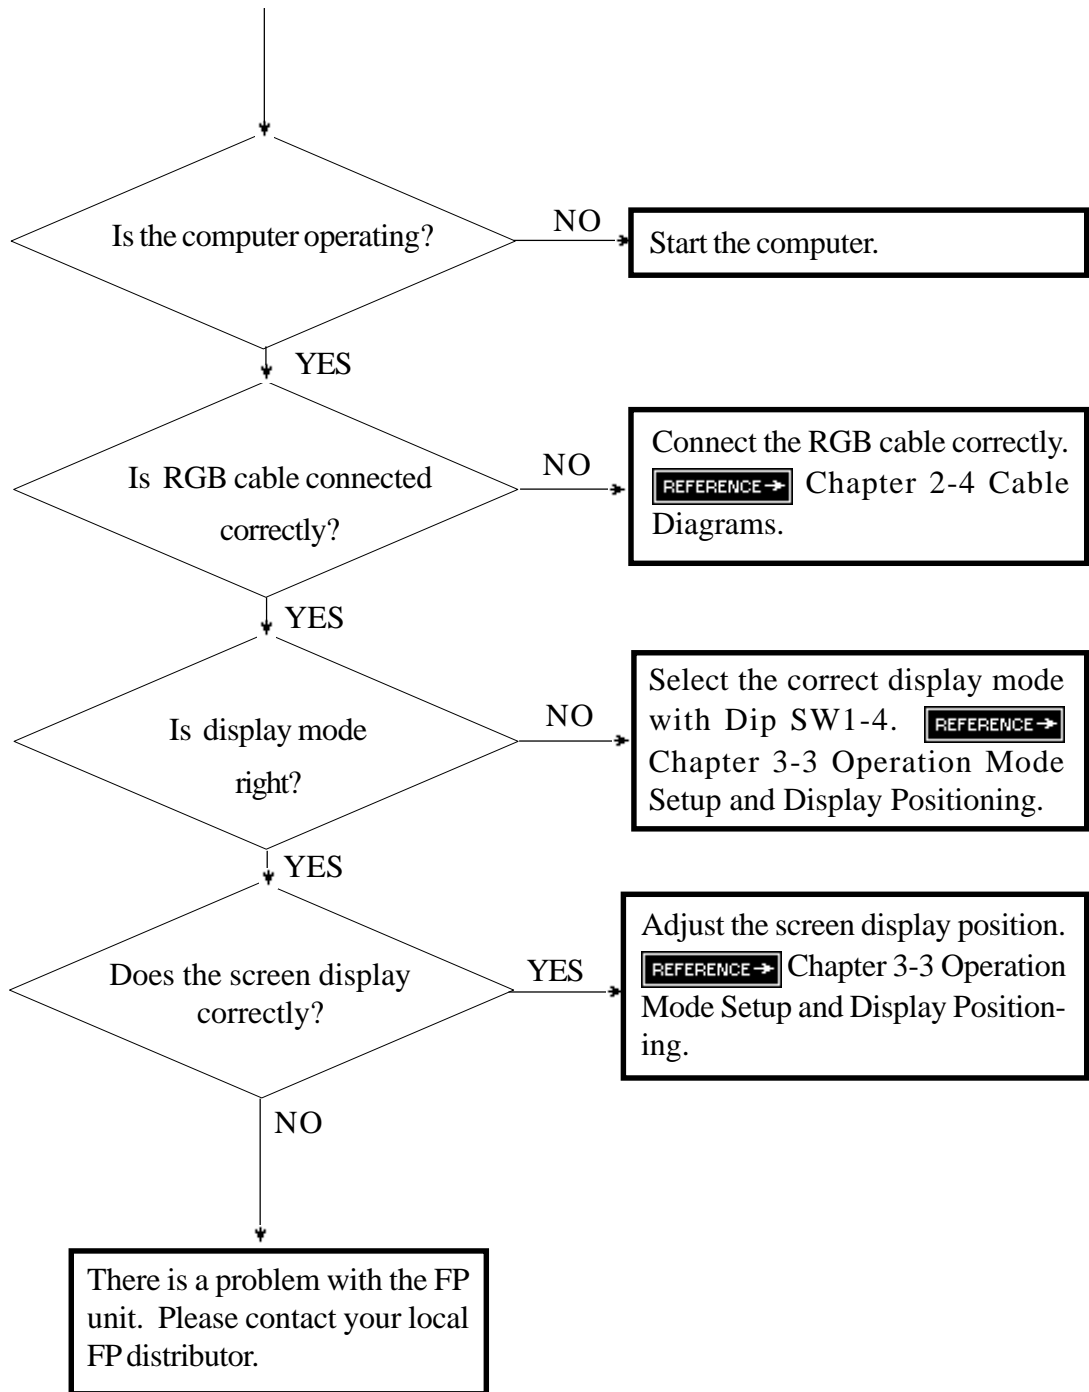 Is the computer operating?
NO
Start the computer.
YES
Is RGB cable connected
correctly?
NO
Connect the RGB cable correctly.
REFERENCE Chapter 2-4 Cable
Diagrams.
YES
Is display mode
right?
NO
Select the correct display mode
with Dip SW1-4. REFERENCE
Chapter 3-3 Operation Mode
Setup and Display Positioning.
YES
Does the screen display
correctly?
YES
Adjust the screen display position.
REFERENCE Chapter 3-3 Operation
Mode Setup and Display Position-
ing.
NO
There is a problem with the FP
unit. Please contact your local
FP distributor.